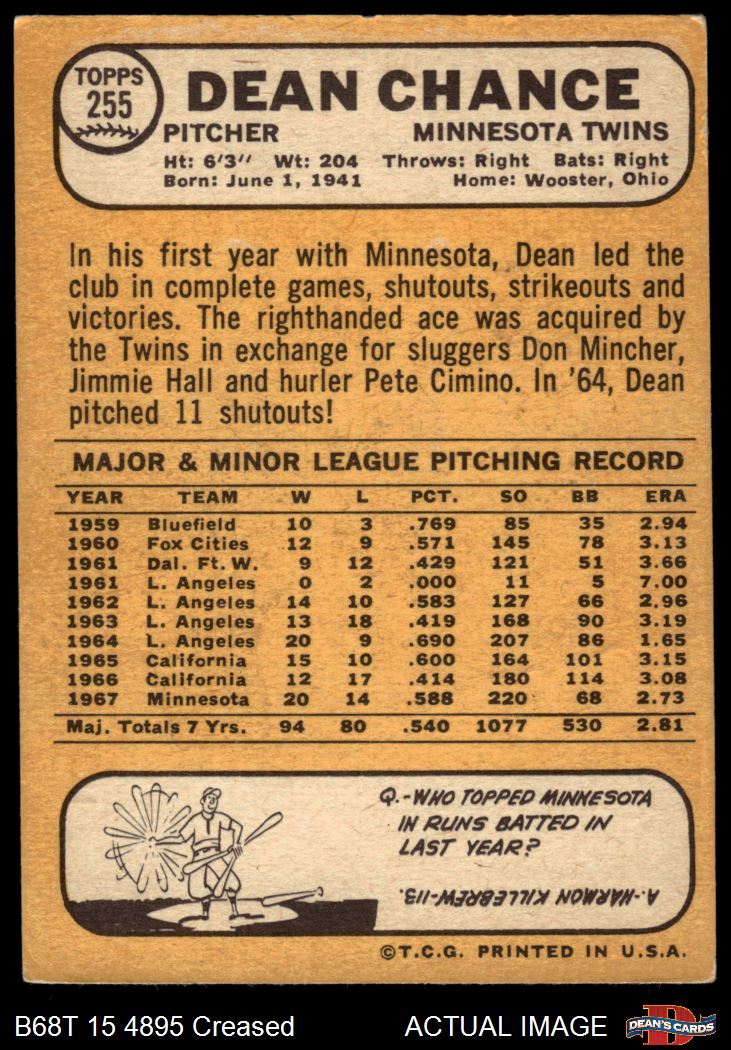 TOPPS
255
DEAN CHANCE
PITCHER MINNESOTA TWINS
Ht: 6'3'' Wt: 204 Throws: Right Bats: Right
Born: June 1, 1941 Home: Wooster, Ohio
In his first year with Minnesota, Dean led the
club in complete games, shutouts, strikeouts and
victories. The righthanded ace was acquired by
the Twins in exchange for sluggers Don Mincher,
Jimmie Hall and hurler Pete Cimino. In '64, Dean
pitched 11 shutouts!
MAJOR & MINOR LEAGUE PITCHING RECORD
YEAR TEAM W L PCT. SO BB ERA
1959 Bluefield 10 3 .769 85 35 2.94
1960 Fox Cities 12 9 .571 145 78 3.13
1961 Dal. Ft. W. 9 12 .429 121 51 3.66
1961 L. Angeles 0 2 .000 11 5 7.00
1962 L. Angeles 14 10 .583 127 66 2.96
1963 L. Angeles 13 18 .419 168 90 3.19
1964 L. Angeles 20 9 .690 207 86 1.65
1965 California 15 10 .600 164 101 3.15
1966 California 12 17 .414 180 114 3.08
1967 Minnesota 20 14 .588 220 68 2.73
Maj. Totals 7 Yrs. 94 80 .540 1077 530 2.81
Q.-WHO TOPPED MINNESOTA
IN RUNS BATTED IN
LAST YEAR?
A.-HARMON KILLEBREW-113.
©T.C.G. PRINTED IN U.S.A.
B68T 15 4895 Creased ACTUAL IMAGE
D
DEAN'S CARDS